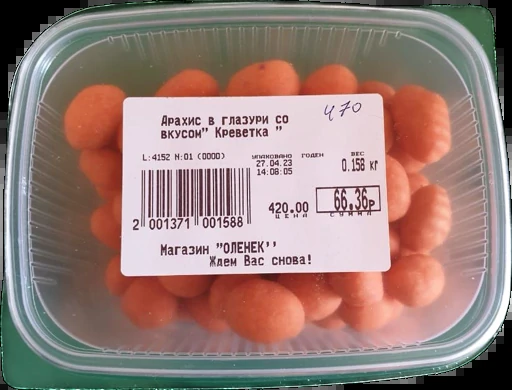 Арахис в глазури со
вкусом" Креветка "
470
L:4152 N:01 (0000)
УПАКОВАНО ГОДЕН ВЕС
27.04.23 0.158 кг
14:08:05
420.00 66,36р
ЦЕНА СУММА
2 001371 001588
Магазин "ОЛЕНЕК''
Ждем Вас снова!